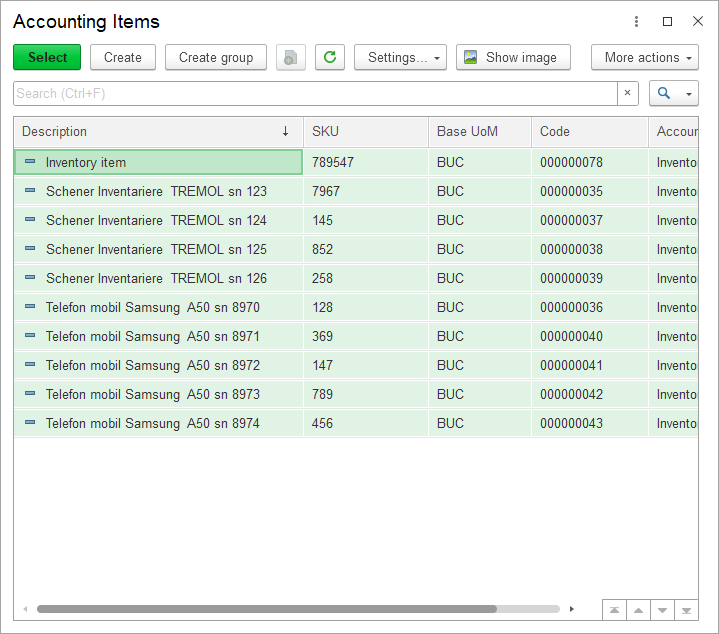 Accounting Items
Select Create Create group Settings... Show image More actions
Search (Ctrl+F) ×
Description ↓ SKU Base UoM Code Accour
Inventory item 789547 BUC 000000078 Invento
Schener Inventariere TREMOL sn 123 7967 BUC 000000035 Invento
Schener Inventariere TREMOL sn 124 145 BUC 000000037 Invento
Schener Inventariere TREMOL sn 125 852 BUC 000000038 Invento
Schener Inventariere TREMOL sn 126 258 BUC 000000039 Invento
Telefon mobil Samsung A50 sn 8970 128 BUC 000000036 Invento
Telefon mobil Samsung A50 sn 8971 369 BUC 000000040 Invento
Telefon mobil Samsung A50 sn 8972 147 BUC 000000041 Invento
Telefon mobil Samsung A50 sn 8973 789 BUC 000000042 Invento
Telefon mobil Samsung A50 sn 8974 456 BUC 000000043 Invento